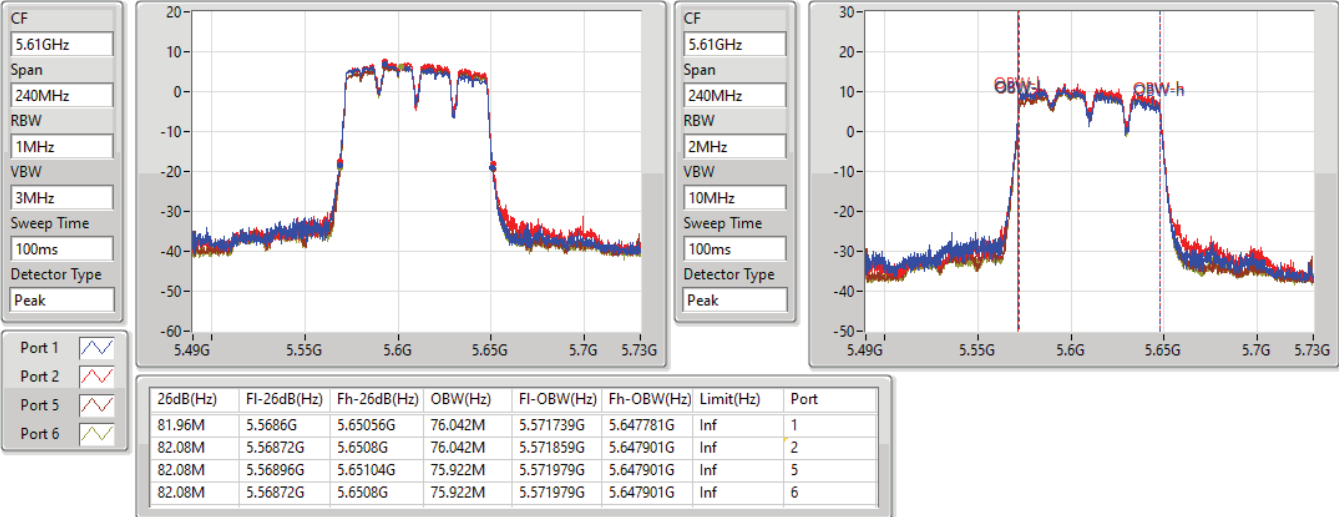 CF
5.61GHz
Span
240MHz
RBW
1MHz
VBW
3MHz
Sweep Time
100ms
Detector Type
Peak
20
10
0
-10
-20
-30
-40
-50
-60
5.49G 5.55G 5.6G 5.65G 5.7G 5.73G
CF
5.61GHz
Span
240MHz
RBW
2MHz
VBW
10MHz
Sweep Time
100ms
Detector Type
Peak
30
20
10
0
-10
-20
-30
-40
-50
OBW-l OBW-h
5.49G 5.55G 5.6G 5.65G 5.7G 5.73G
Port 1
Port 2
Port 5
Port 6
26dB(Hz) Fl-26dB(Hz) Fh-26dB(Hz) OBW(Hz) Fl-OBW(Hz) Fh-OBW(Hz) Limit(Hz) Port
81.96M 5.5686G 5.65056G 76.042M 5.571739G 5.647781G Inf 1
82.08M 5.56872G 5.6508G 76.042M 5.571859G 5.647901G Inf 2
82.08M 5.56896G 5.65104G 75.922M 5.571979G 5.647901G Inf 5
82.08M 5.56872G 5.6508G 75.922M 5.571979G 5.647901G Inf 6